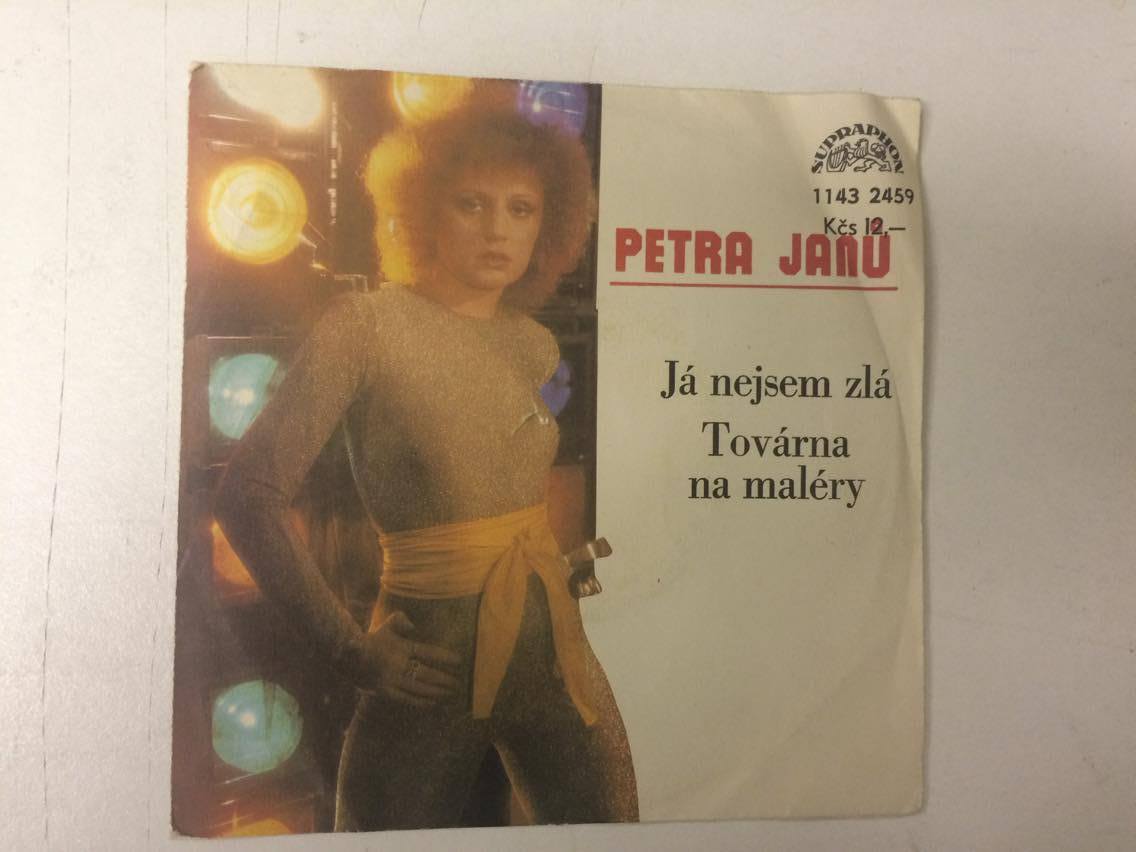 SUPRAPHON
1143 2459
Kčs 12,—
PETRA JANŮ
Já nejsem zlá
Továrna
na maléry